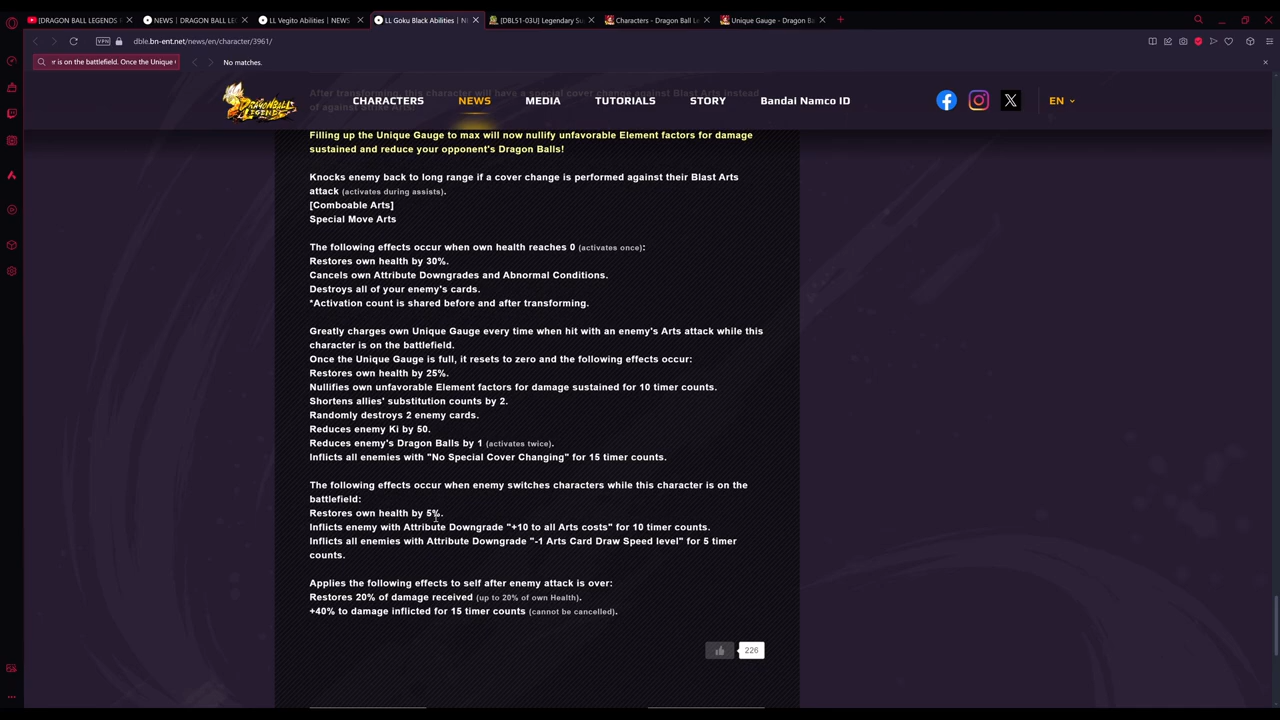 [DRAGON BALL LEGENDS
NEWS | DRAGON BALL LE
LL Vegito Abilities | NEWS
LL Goku Black Abilities | N
[DBL51-03U] Legendary Su
Characters - Dragon Ball Le
Unique Gauge - Dragon Ba
VPN
dble.bn-ent.net/news/en/character/3961/
r is on the battlefield. Once the Unique
No matches.
DRAGONBALL LEGENDS
CHARACTERS
NEWS
MEDIA
TUTORIALS
STORY
Bandai Namco ID
EN
After transforming, this character will have a special cover change against Blast Arts instead
Filling up the Unique Gauge to max will now nullify unfavorable Element factors for damage
sustained and reduce your opponent's Dragon Balls!
Knocks enemy back to long range if a cover change is performed against their Blast Arts
attack (activates during assists).
[Comboable Arts]
Special Move Arts
The following effects occur when own health reaches 0 (activates once):
Restores own health by 30%.
Cancels own Attribute Downgrades and Abnormal Conditions.
Destroys all of your enemy's cards.
*Activation count is shared before and after transforming.
Greatly charges own Unique Gauge every time when hit with an enemy's Arts attack while this
character is on the battlefield.
Once the Unique Gauge is full, it resets to zero and the following effects occur:
Restores own health by 25%.
Nullifies own unfavorable Element factors for damage sustained for 10 timer counts.
Shortens allies' substitution counts by 2.
Randomly destroys 2 enemy cards.
Reduces enemy Ki by 50.
Reduces enemy's Dragon Balls by 1 (activates twice).
Inflicts all enemies with "No Special Cover Changing" for 15 timer counts.
The following effects occur when enemy switches characters while this character is on the
battlefield:
Restores own health by 5%.
Inflicts enemy with Attribute Downgrade "+10 to all Arts costs" for 10 timer counts.
Inflicts all enemies with Attribute Downgrade "-1 Arts Card Draw Speed level" for 5 timer
counts.
Applies the following effects to self after enemy attack is over:
Restores 20% of damage received (up to 20% of own Health).
+40% to damage inflicted for 15 timer counts (cannot be cancelled).
226